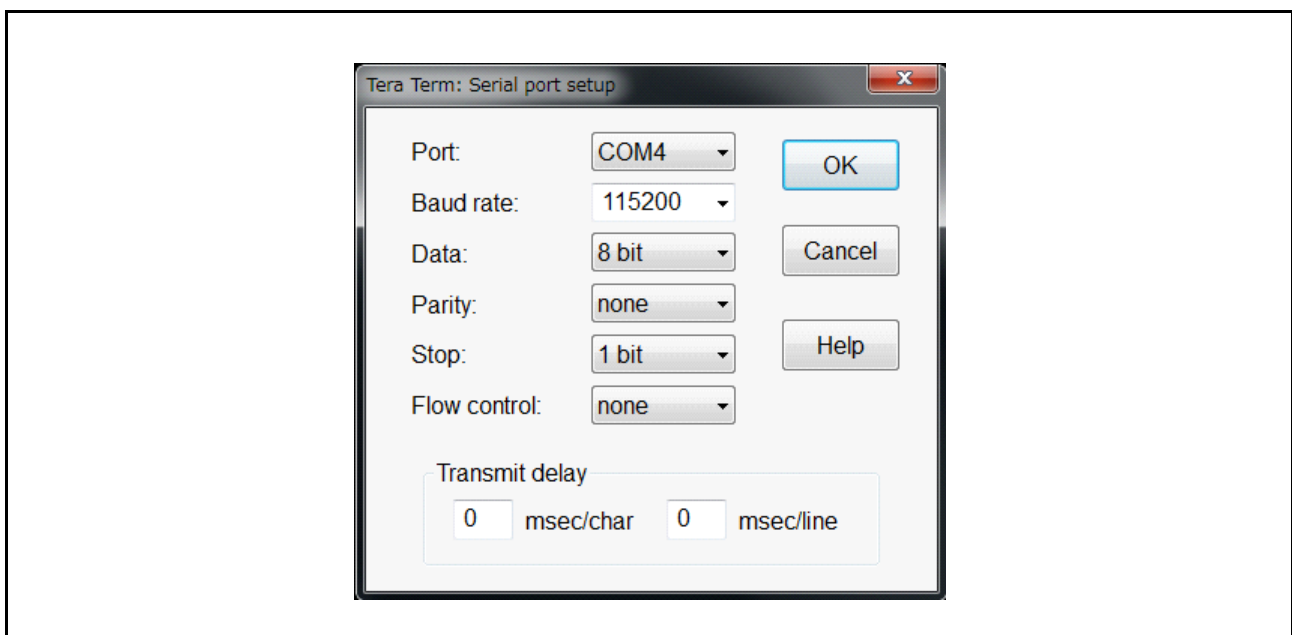 Tera Term: Serial port setup
Port: COM4 OK
Baud rate: 115200
Data: 8 bit Cancel
Parity: none
Stop: 1 bit Help
Flow control: none
Transmit delay
0 msec/char 0 msec/line